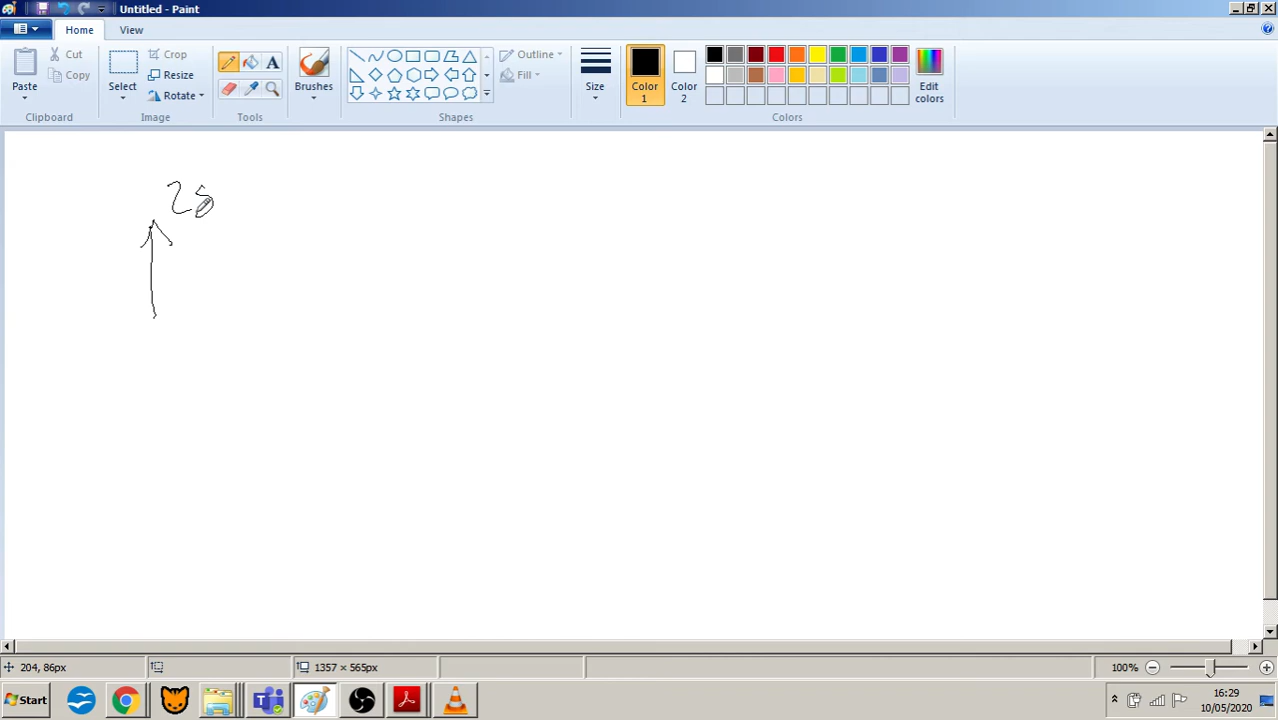 Untitled - Paint
Home View
Paste
Cut
Copy
Clipboard
Select
Crop
Resize
Rotate
Image
A
Tools
Brushes
Outline
Fill
Shapes
Size
Color 1
Color 2
Edit colors
Colors
?
204, 86px
1357 × 565px
100%
Start
T
16:29
10/05/2020